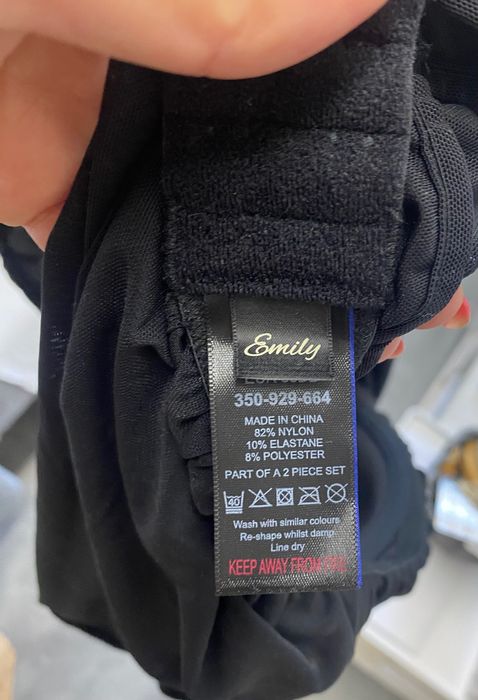 Emily
350-929-664
MADE IN CHINA
82% NYLON
10% ELASTANE
8% POLYESTER
PART OF A 2 PIECE SET
40
Wash with similar colours
Re-shape whilst damp
Line dry
KEEP AWAY FROM FIRE